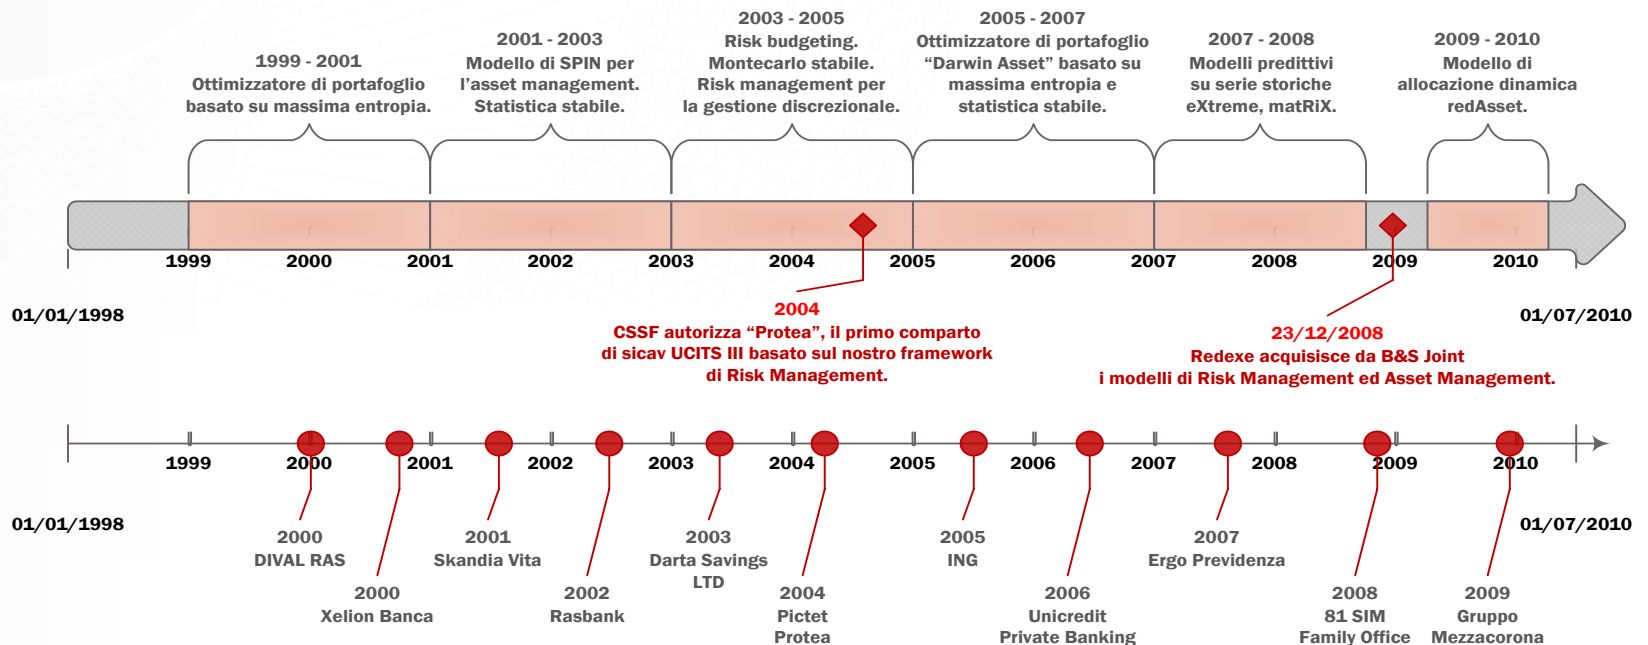 1999 - 2001
Ottimizzatore di portafoglio
basato su massima entropia.
2001 - 2003
Modello di SPIN per
l'asset management.
Statistica stabile.
2003 - 2005
Risk budgeting.
Montecarlo stabile.
Risk management per
la gestione discrezionale.
2005 - 2007
Ottimizzatore di portafoglio
“Darwin Asset” basato su
massima entropia e
statistica stabile.
2007 - 2008
Modelli predittivi
su serie storiche
eXtreme, matRiX.
2009 - 2010
Modello di
allocazione dinamica
redAsset.
1999 2000 2001 2002 2003 2004 2005 2006 2007 2008 2009 2010
01/01/1998
01/07/2010
2004
CSSF autorizza “Protea”, il primo comparto
di sicav UCITS III basato sul nostro framework
di Risk Management.
23/12/2008
Redexe acquisisce da B&S Joint
i modelli di Risk Management ed Asset Management.
1999 2000 2001 2002 2003 2004 2005 2006 2007 2008 2009 2010
01/01/1998
01/07/2010
2000
DIVAL RAS
2000
Xelion Banca
2001
Skandia Vita
2002
Rasbank
2003
Darta Savings
LTD
2004
Pictet
Protea
2005
ING
2006
Unicredit
Private Banking
2007
Ergo Previdenza
2008
81 SIM
Family Office
2009
Gruppo
Mezzacorona